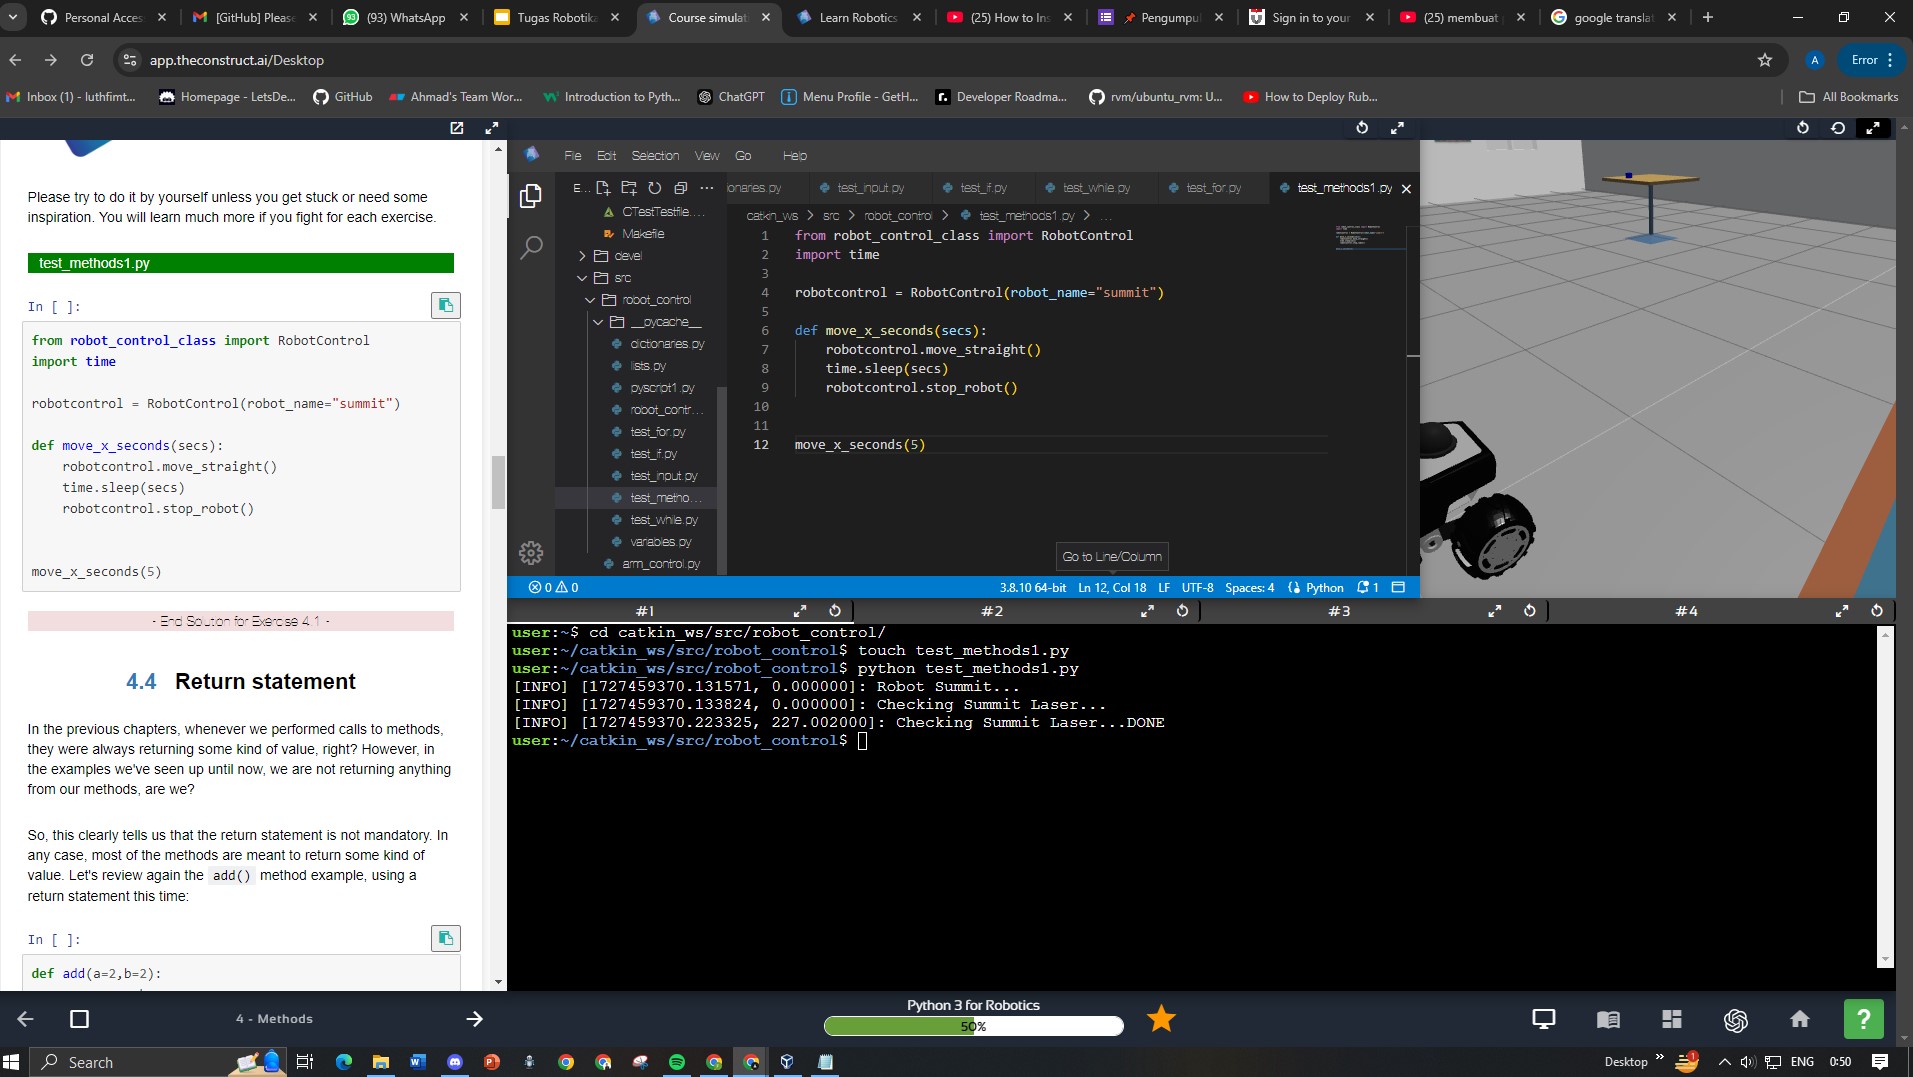 Personal Acces
[GitHub] Please
(93) WhatsApp
Tugas Robotika
Course simulat
Learn Robotics
(25) How to Ins
Pengumpul
Sign in to your
(25) membuat
google translat
app.theconstruct.ai/Desktop
A
Error
Inbox (1) - luthfimt...
Homepage - LetsDe...
GitHub
Ahmad's Team Wor...
Introduction to Pyth...
ChatGPT
Menu Profile - GetH...
Developer Roadma...
rvm/ubuntu_rvm: U...
How to Deploy Rub...
All Bookmarks
Please try to do it by yourself unless you get stuck or need some
inspiration. You will learn much more if you fight for each exercise.
test_methods1.py
In [ ]:
from robot_control_class import RobotControl
import time
robotcontrol = RobotControl(robot_name="summit")
def move_x_seconds(secs):
robotcontrol.move_straight()
time.sleep(secs)
robotcontrol.stop_robot()
move_x_seconds(5)
- End Solution for Exercise 4.1 -
4.4 Return statement
In the previous chapters, whenever we performed calls to methods,
they were always returning some kind of value, right? However, in
the examples we've seen up until now, we are not returning anything
from our methods, are we?
So, this clearly tells us that the return statement is not mandatory. In
any case, most of the methods are meant to return some kind of
value. Let's review again the add() method example, using a
return statement this time:
In [ ]:
def add(a=2,b=2):
File Edit Selection View Go Help
E...
CTestTestfile....
Makefile
devel
src
robot_control
__pycache__
dictionaries.py
lists.py
pyscript1.py
robot_contr...
test_for.py
test_if.py
test_input.py
test_metho...
test_while.py
variables.py
arm_control.py
ionaries.py
test_input.py
test_if.py
test_while.py
test_for.py
test_methods1.py
catkin_ws > src > robot_control > test_methods1.py > ...
1 from robot_control_class import RobotControl
2 import time
3
4 robotcontrol = RobotControl(robot_name="summit")
5
6 def move_x_seconds(secs):
7 robotcontrol.move_straight()
8 time.sleep(secs)
9 robotcontrol.stop_robot()
10
11
12 move_x_seconds(5)
Go to Line/Column
0 0
3.8.10 64-bit Ln 12, Col 18 LF UTF-8 Spaces: 4 Python 1
#1
#2
#3
#4
user:~$ cd catkin_ws/src/robot_control/
user:~/catkin_ws/src/robot_control$ touch test_methods1.py
user:~/catkin_ws/src/robot_control$ python test_methods1.py
[INFO] [1727459370.131571, 0.000000]: Robot Summit...
[INFO] [1727459370.133824, 0.000000]: Checking Summit Laser...
[INFO] [1727459370.223325, 227.002000]: Checking Summit Laser...DONE
user:~/catkin_ws/src/robot_control$
4 - Methods
Python 3 for Robotics
50%
?
Search
Desktop
1
ENG
0:50